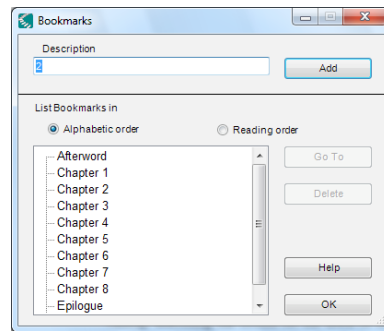 Bookmarks
Description
2
Add
List Bookmarks in
Alphabetic order
Reading order
Afterword
Chapter 1
Chapter 2
Chapter 3
Chapter 4
Chapter 5
Chapter 6
Chapter 7
Chapter 8
Epilogue
Go To
Delete
Help
OK